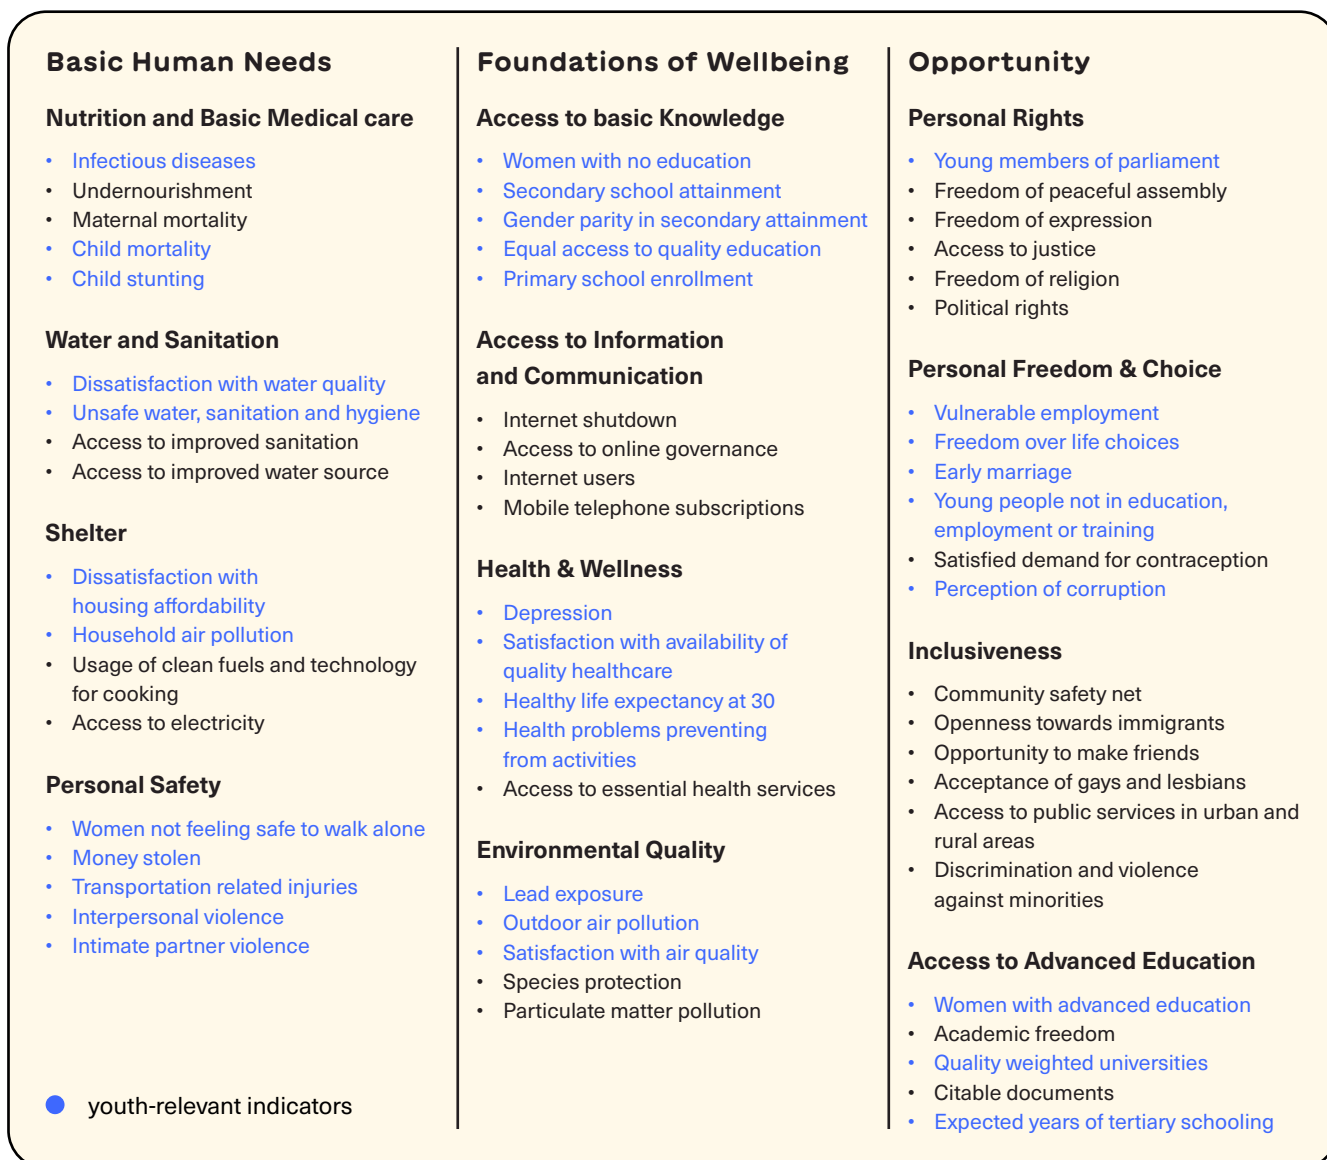 Basic Human Needs
Nutrition and Basic Medical care
• Infectious diseases
• Undernourishment
• Maternal mortality
• Child mortality
• Child stunting
Water and Sanitation
• Dissatisfaction with water quality
• Unsafe water, sanitation and hygiene
• Access to improved sanitation
• Access to improved water source
Shelter
• Dissatisfaction with
housing affordability
• Household air pollution
• Usage of clean fuels and technology
for cooking
• Access to electricity
Personal Safety
• Women not feeling safe to walk alone
• Money stolen
• Transportation related injuries
• Interpersonal violence
• Intimate partner violence
youth-relevant indicators
Foundations of Wellbeing
Access to basic Knowledge
• Women with no education
• Secondary school attainment
• Gender parity in secondary attainment
• Equal access to quality education
• Primary school enrollment
Access to Information
and Communication
• Internet shutdown
• Access to online governance
• Internet users
• Mobile telephone subscriptions
Health & Wellness
• Depression
• Satisfaction with availability of
quality healthcare
• Healthy life expectancy at 30
• Health problems preventing
from activities
• Access to essential health services
Environmental Quality
• Lead exposure
• Outdoor air pollution
• Satisfaction with air quality
• Species protection
• Particulate matter pollution
Opportunity
Personal Rights
• Young members of parliament
• Freedom of peaceful assembly
• Freedom of expression
• Access to justice
• Freedom of religion
• Political rights
Personal Freedom & Choice
• Vulnerable employment
• Freedom over life choices
• Early marriage
• Young people not in education,
employment or training
• Satisfied demand for contraception
• Perception of corruption
Inclusiveness
• Community safety net
• Openness towards immigrants
• Opportunity to make friends
• Acceptance of gays and lesbians
• Access to public services in urban and
rural areas
• Discrimination and violence
against minorities
Access to Advanced Education
• Women with advanced education
• Academic freedom
• Quality weighted universities
• Citable documents
• Expected years of tertiary schooling